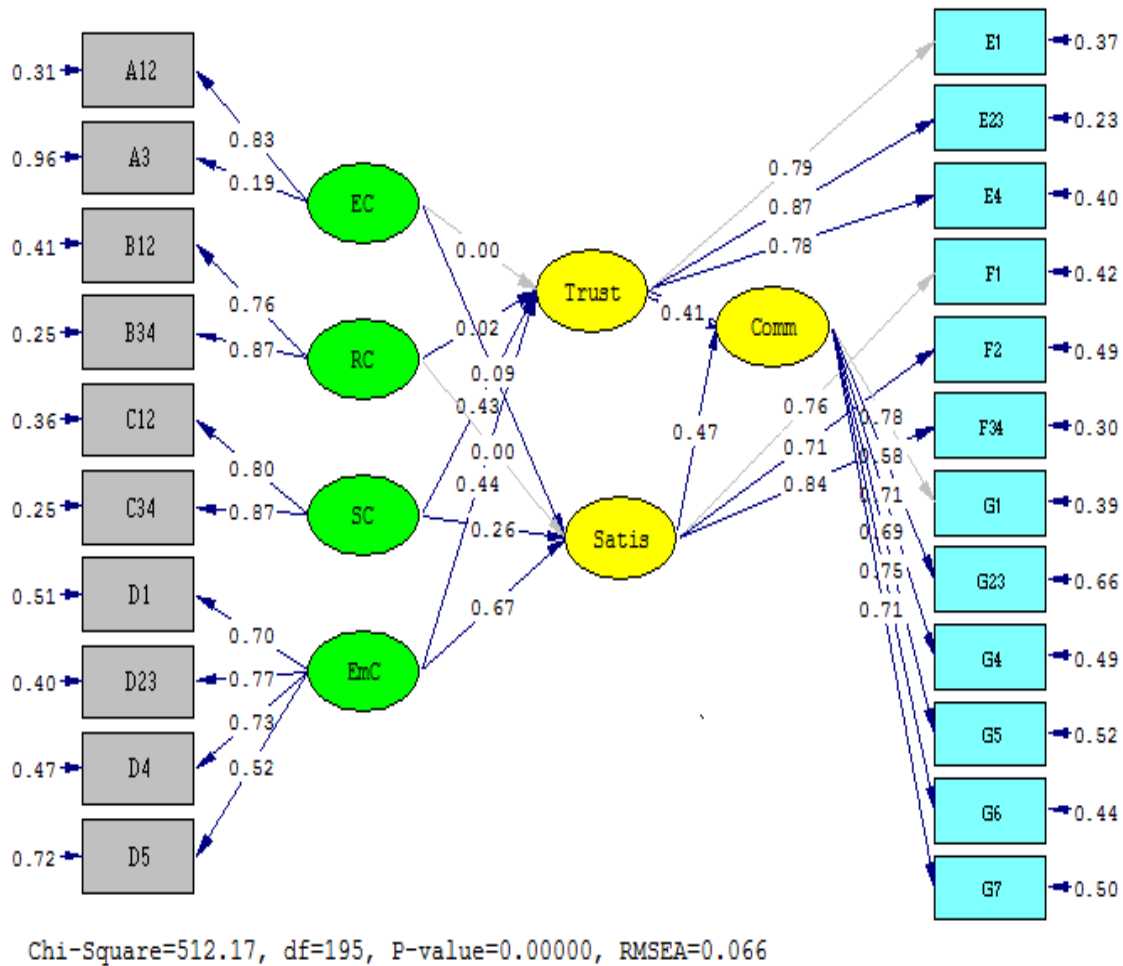 0.31
A12
0.96
A3
0.41
B12
0.25
B34
0.36
C12
0.25
C34
0.51
D1
0.40
D23
0.47
D4
0.72
D5
0.83
0.19
0.76
0.87
0.80
0.87
0.70
0.77
0.73
0.52
EC
RC
SC
EmC
0.00
0.02
0.09
0.43
0.00
0.44
0.26
0.67
Trust
Satis
Comm
0.41
0.47
0.79
0.87
0.78
0.76
0.71
0.84
0.78
0.58
0.71
0.69
0.75
0.71
E1
0.37
E23
0.23
E4
0.40
F1
0.42
F2
0.49
F34
0.30
G1
0.39
G23
0.66
G4
0.49
G5
0.52
G6
0.44
G7
0.50
Chi-Square=512.17, df=195, P-value=0.00000, RMSEA=0.066